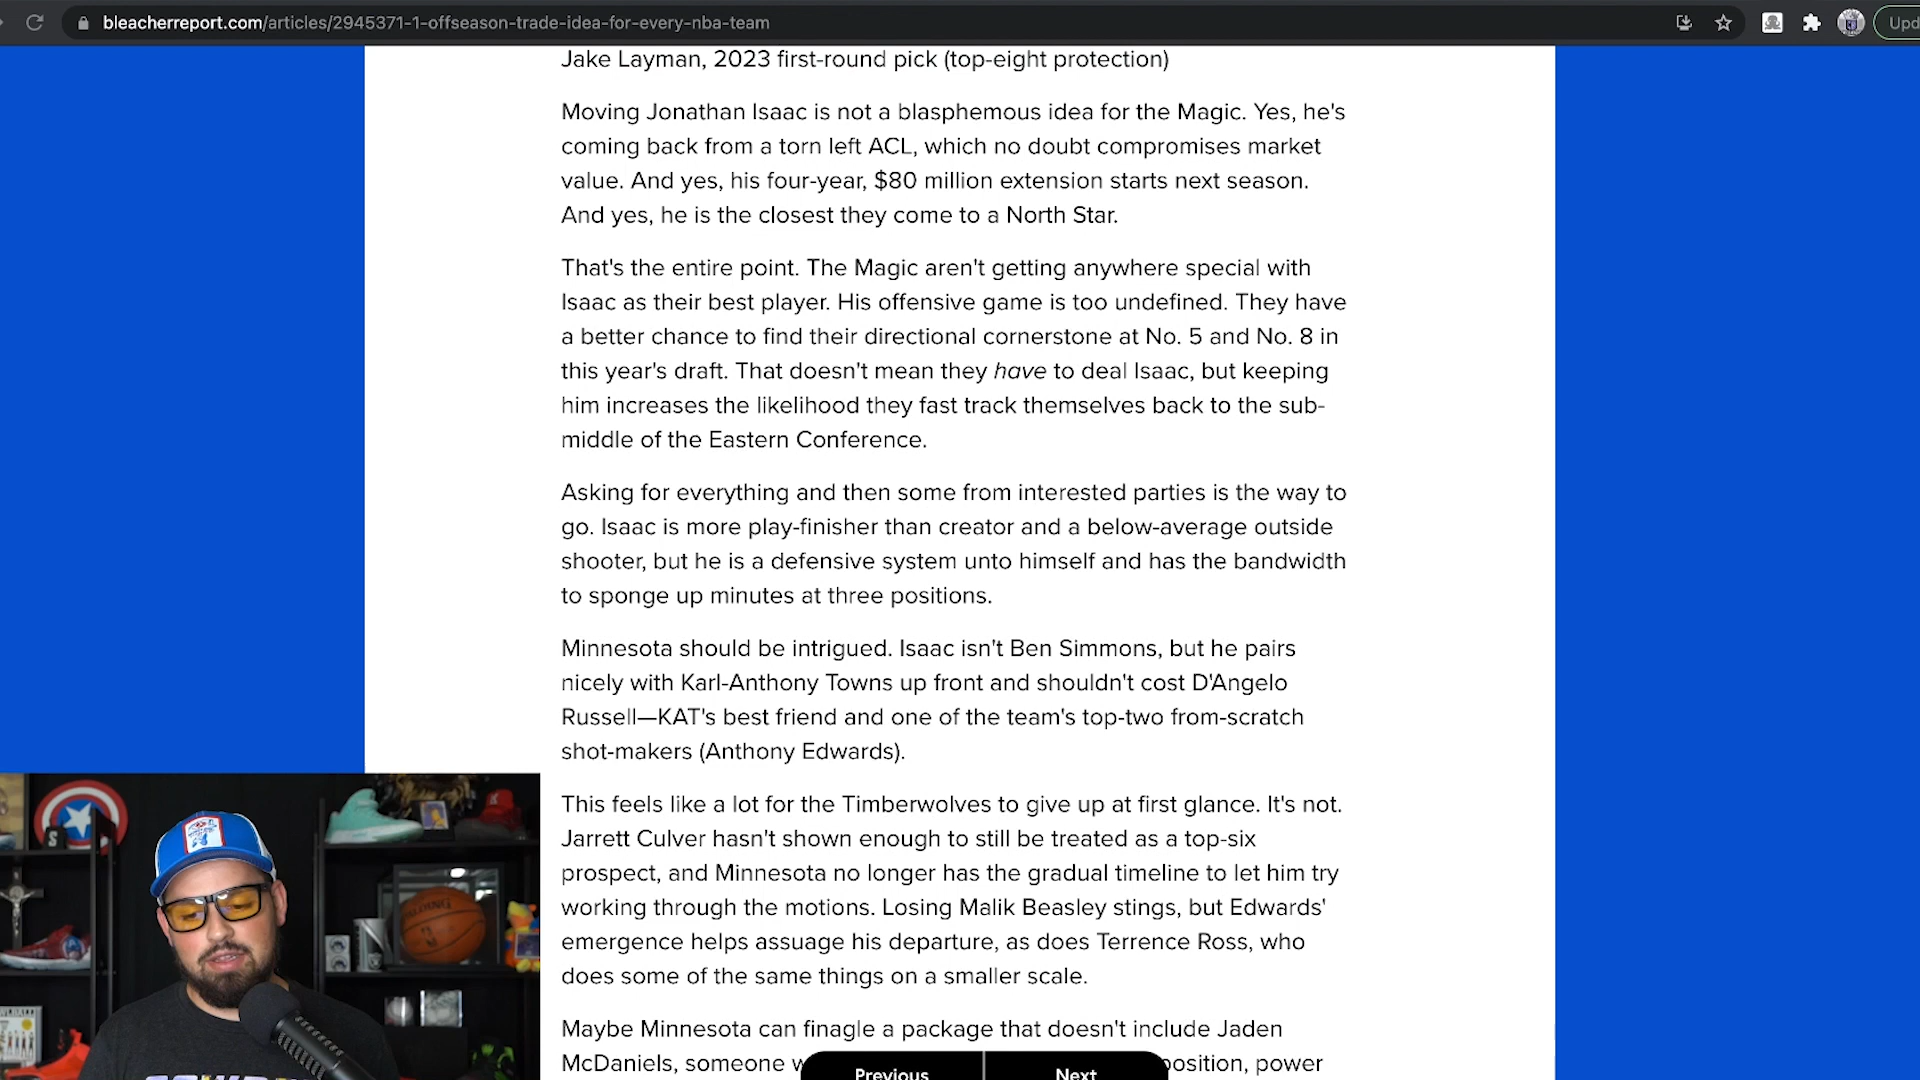 bleacherreport.com/articles/2945371-1-offseason-trade-idea-for-every-nba-team
Upd
Jake Layman, 2023 first-round pick (top-eight protection)
Moving Jonathan Isaac is not a blasphemous idea for the Magic. Yes, he's
coming back from a torn left ACL, which no doubt compromises market
value. And yes, his four-year, $80 million extension starts next season.
And yes, he is the closest they come to a North Star.
That's the entire point. The Magic aren't getting anywhere special with
Isaac as their best player. His offensive game is too undefined. They have
a better chance to find their directional cornerstone at No. 5 and No. 8 in
this year's draft. That doesn't mean they have to deal Isaac, but keeping
him increases the likelihood they fast track themselves back to the sub-
middle of the Eastern Conference.
Asking for everything and then some from interested parties is the way to
go. Isaac is more play-finisher than creator and a below-average outside
shooter, but he is a defensive system unto himself and has the bandwidth
to sponge up minutes at three positions.
Minnesota should be intrigued. Isaac isn't Ben Simmons, but he pairs
nicely with Karl-Anthony Towns up front and shouldn't cost D'Angelo
Russell—KAT's best friend and one of the team's top-two from-scratch
shot-makers (Anthony Edwards).
This feels like a lot for the Timberwolves to give up at first glance. It's not.
Jarrett Culver hasn't shown enough to still be treated as a top-six
prospect, and Minnesota no longer has the gradual timeline to let him try
working through the motions. Losing Malik Beasley stings, but Edwards'
emergence helps assuage his departure, as does Terrence Ross, who
does some of the same things on a smaller scale.
Maybe Minnesota can finagle a package that doesn't include Jaden
McDaniels, someone w position, power
Previous
Next
SPALDING